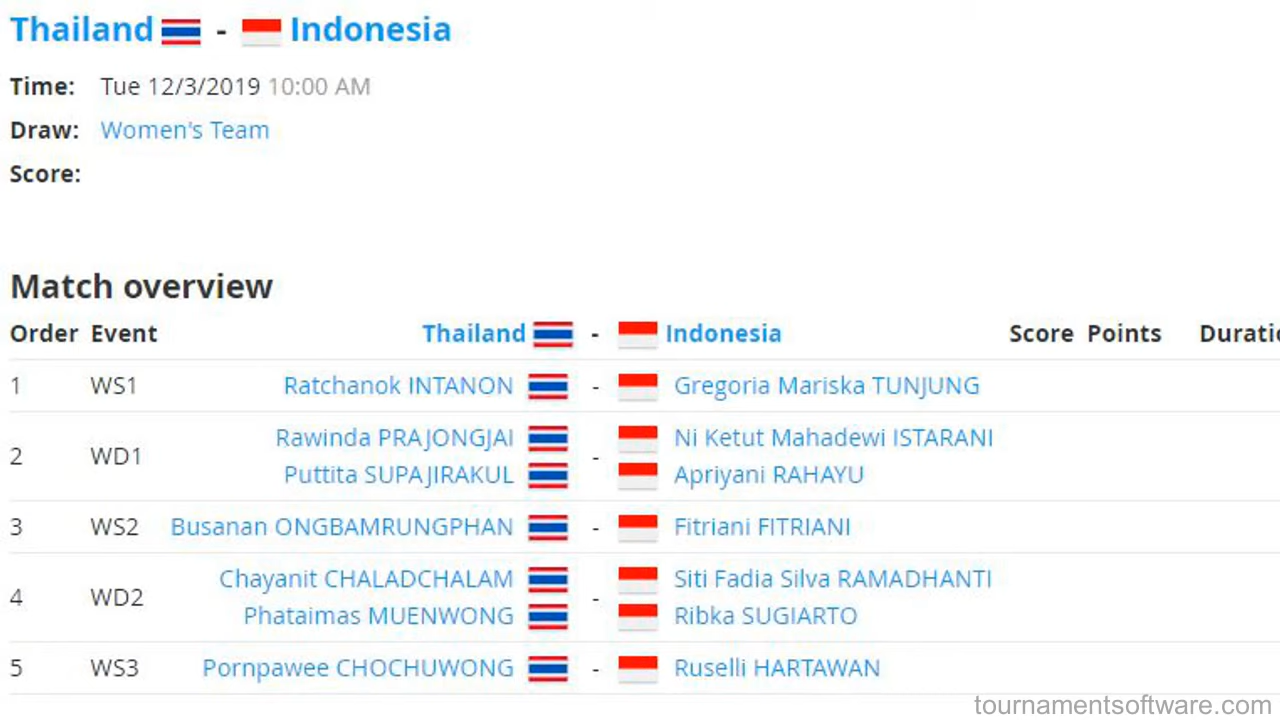 Thailand - Indonesia
Time: Tue 12/3/2019 10:00 AM
Draw: Women's Team
Score:
Match overview
Order Event Thailand - Indonesia Score Points Duratio
1 WS1 Ratchanok INTANON - Gregoria Mariska TUNJUNG
2 WD1 Rawinda PRAJONGJAI - Ni Ketut Mahadewi ISTARANI
Puttita SUPAJIRAKUL Apriyani RAHAYU
3 WS2 Busanan ONGBAMRUNGPHAN - Fitriani FITRIANI
4 WD2 Chayanit CHALADCHALAM - Siti Fadia Silva RAMADHANTI
Phataimas MUENWONG Ribka SUGIARTO
5 WS3 Pornpawee CHOCHUWONG - Ruselli HARTAWAN
tournamentsoftware.com